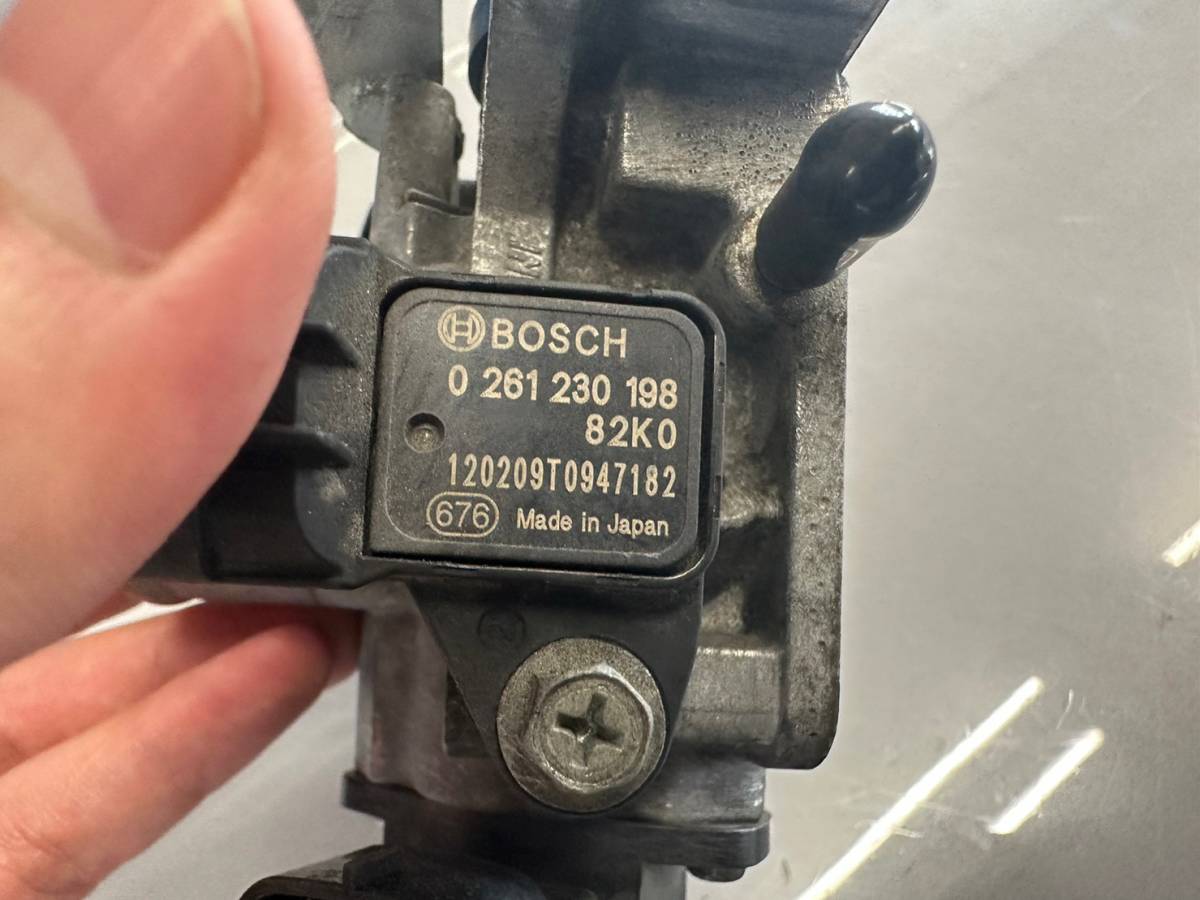 BOSCH
0 261 230 198
82K0
120209T0947182
676 Made in Japan